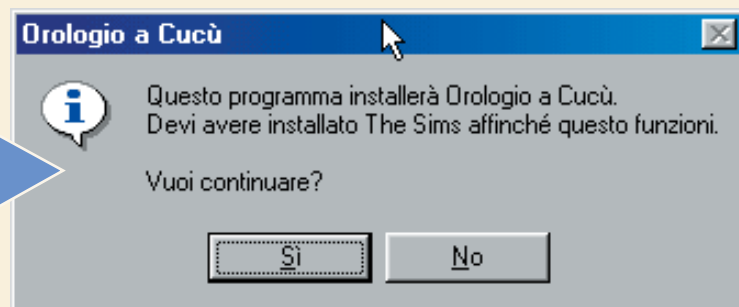 Orologio a Cucù
Questo programma installerà Orologio a Cucù.
Devi avere installato The Sims affinché questo funzioni.
Vuoi continuare?
Sì
No